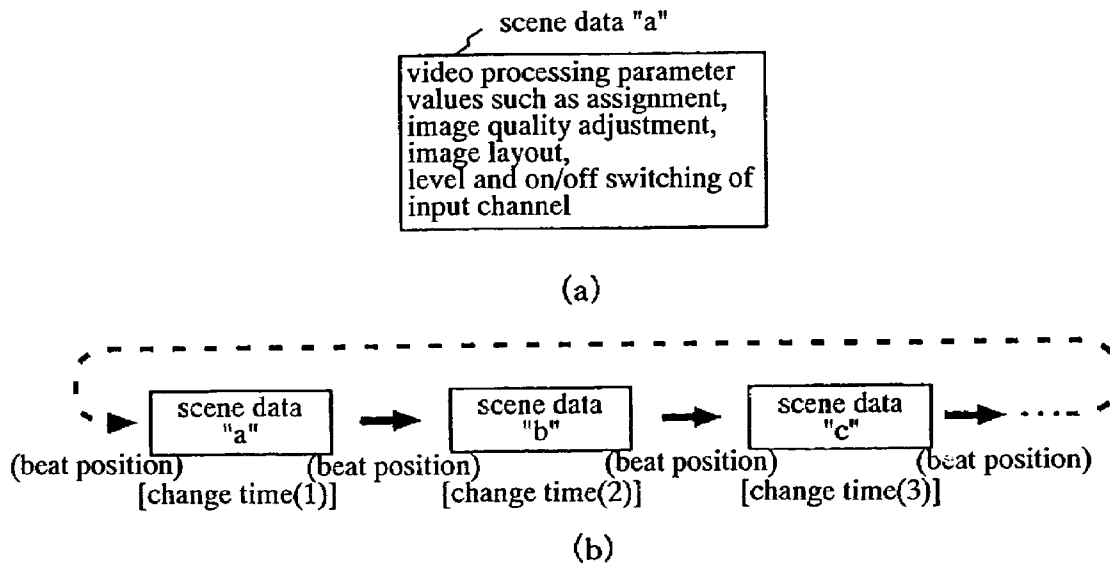 scene data "a"
video processing parameter
values such as assignment,
image quality adjustment,
image layout,
level and on/off switching of
input channel
(a)
scene data
"a"
scene data
"b"
scene data
"c"
(beat position)
(beat position)
(beat position)
(beat position)
[change time(1)]
[change time(2)]
[change time(3)]
(b)